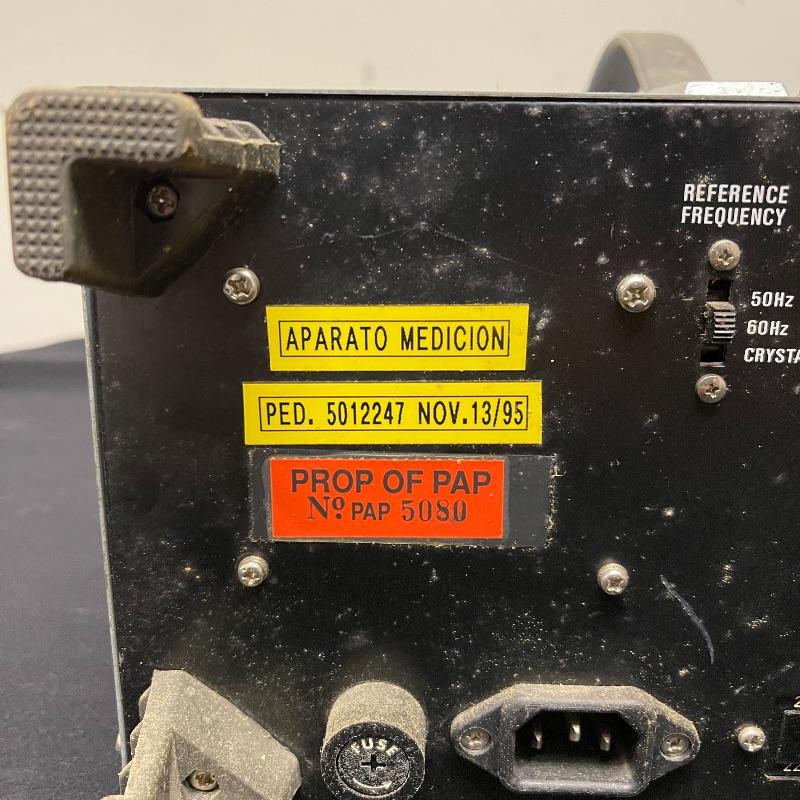 REFERENCE
FREQUENCY
50Hz
60Hz
APARATO MEDICION
PED. 5012247 NOV.13/95
PROP OF PAP
Nº PAP 5080
FUSE